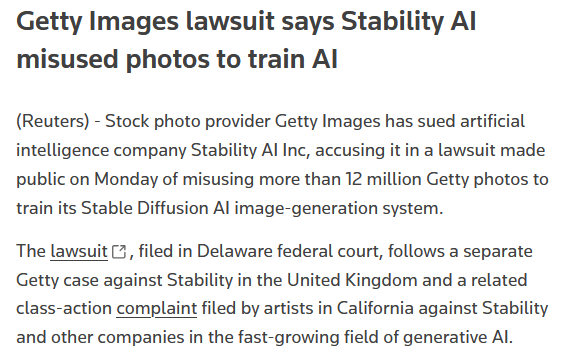 Getty Images lawsuit says Stability AI
misused photos to train AI
(Reuters) - Stock photo provider Getty Images has sued artificial
intelligence company Stability AI Inc, accusing it in a lawsuit made
public on Monday of misusing more than 12 million Getty photos to
train its Stable Diffusion AI image-generation system.
The lawsuit , filed in Delaware federal court, follows a separate
Getty case against Stability in the United Kingdom and a related
class-action complaint filed by artists in California against Stability
and other companies in the fast-growing field of generative AI.